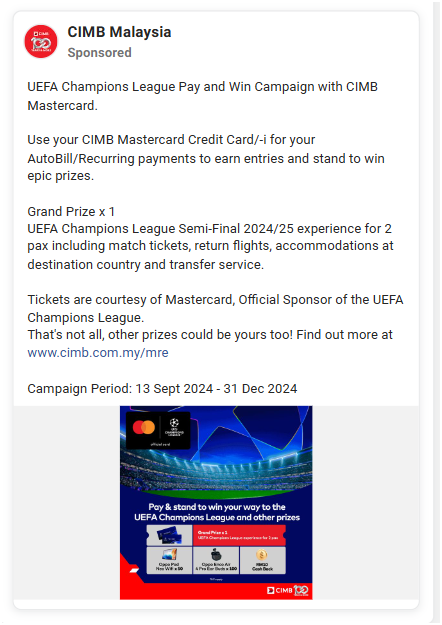 CIMB Malaysia
Sponsored
UEFA Champions League Pay and Win Campaign with CIMB
Mastercard.
Use your CIMB Mastercard Credit Card/-i for your
AutoBill/Recurring payments to earn entries and stand to win
epic prizes.
Grand Prize x 1
UEFA Champions League Semi-Final 2024/25 experience for 2
pax including match tickets, return flights, accommodations at
destination country and transfer service.
Tickets are courtesy of Mastercard, Official Sponsor of the UEFA
Champions League.
That's not all, other prizes could be yours too! Find out more at
www.cimb.com.my/mre
Campaign Period: 13 Sept 2024 - 31 Dec 2024
Pay & stand to win your way to the
UEFA Champions League and other prizes
Grand Prize x 1
UEFA Champions League experience for 2 pax
Oppo Pad
Neo WiFi x 10
Oppo Enco Air
4 Pro Ear Buds x 100
RM10
Cash Back
CIMB